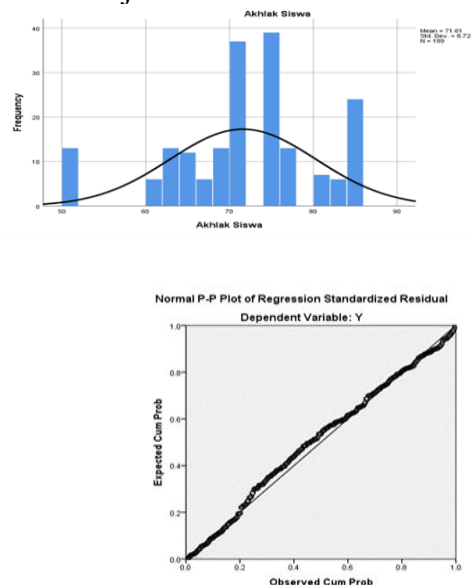 Akhlak Siswa
Mean = 71.61
Std. Dev. = 8.728
N = 189
40
30
20
10
0
Frequency
50 60 70 80 90
Akhlak Siswa
Normal P-P Plot of Regression Standardized Residual
Dependent Variable: Y
1.0
0.8
0.6
0.4
0.2
0.0
Expected Cum Prob
0.0 0.2 0.4 0.6 0.8 1.0
Observed Cum Prob